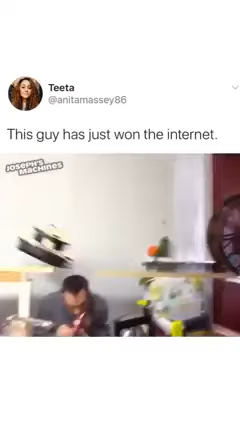 Teeta
@anitamassey86
This guy has just won the internet.
JOSEPH'S
MACHINES